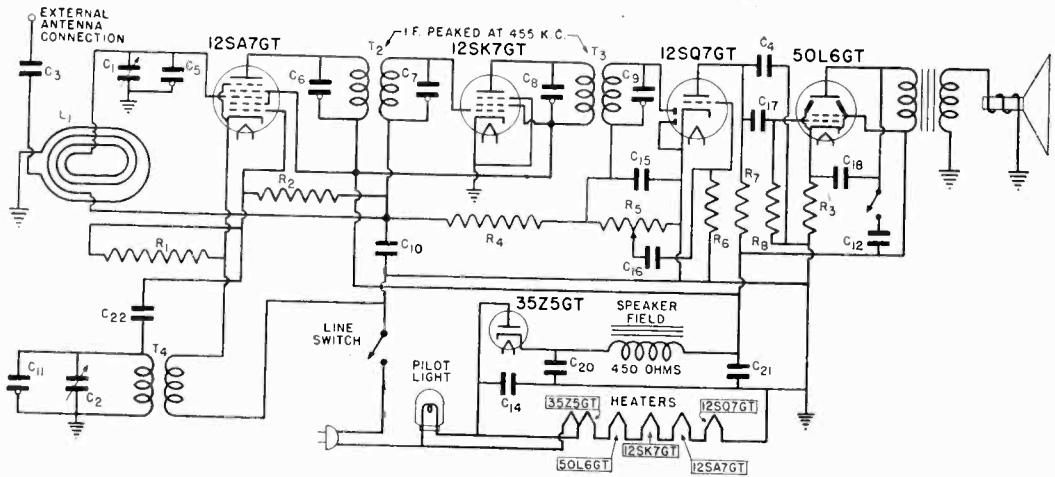 EXTERNAL
ANTENNA
CONNECTION
12SA7GT
T2
I.F. PEAKED AT 455 K.C.
12SK7GT
T3
12SQ7GT
C4
50L6GT
C3
C1
C5
C6
C7
C8
C9
C17
L1
C15
C18
R2
R5
R7
R3
R1
R4
R6
R8
C10
C16
C12
C22
35Z5GT
SPEAKER
FIELD
LINE
SWITCH
T4
C20
450 OHMS
C21
C11
C2
PILOT
LIGHT
C14
35Z5GT
HEATERS
12SQ7GT
50L6GT
12SK7GT
12SA7GT